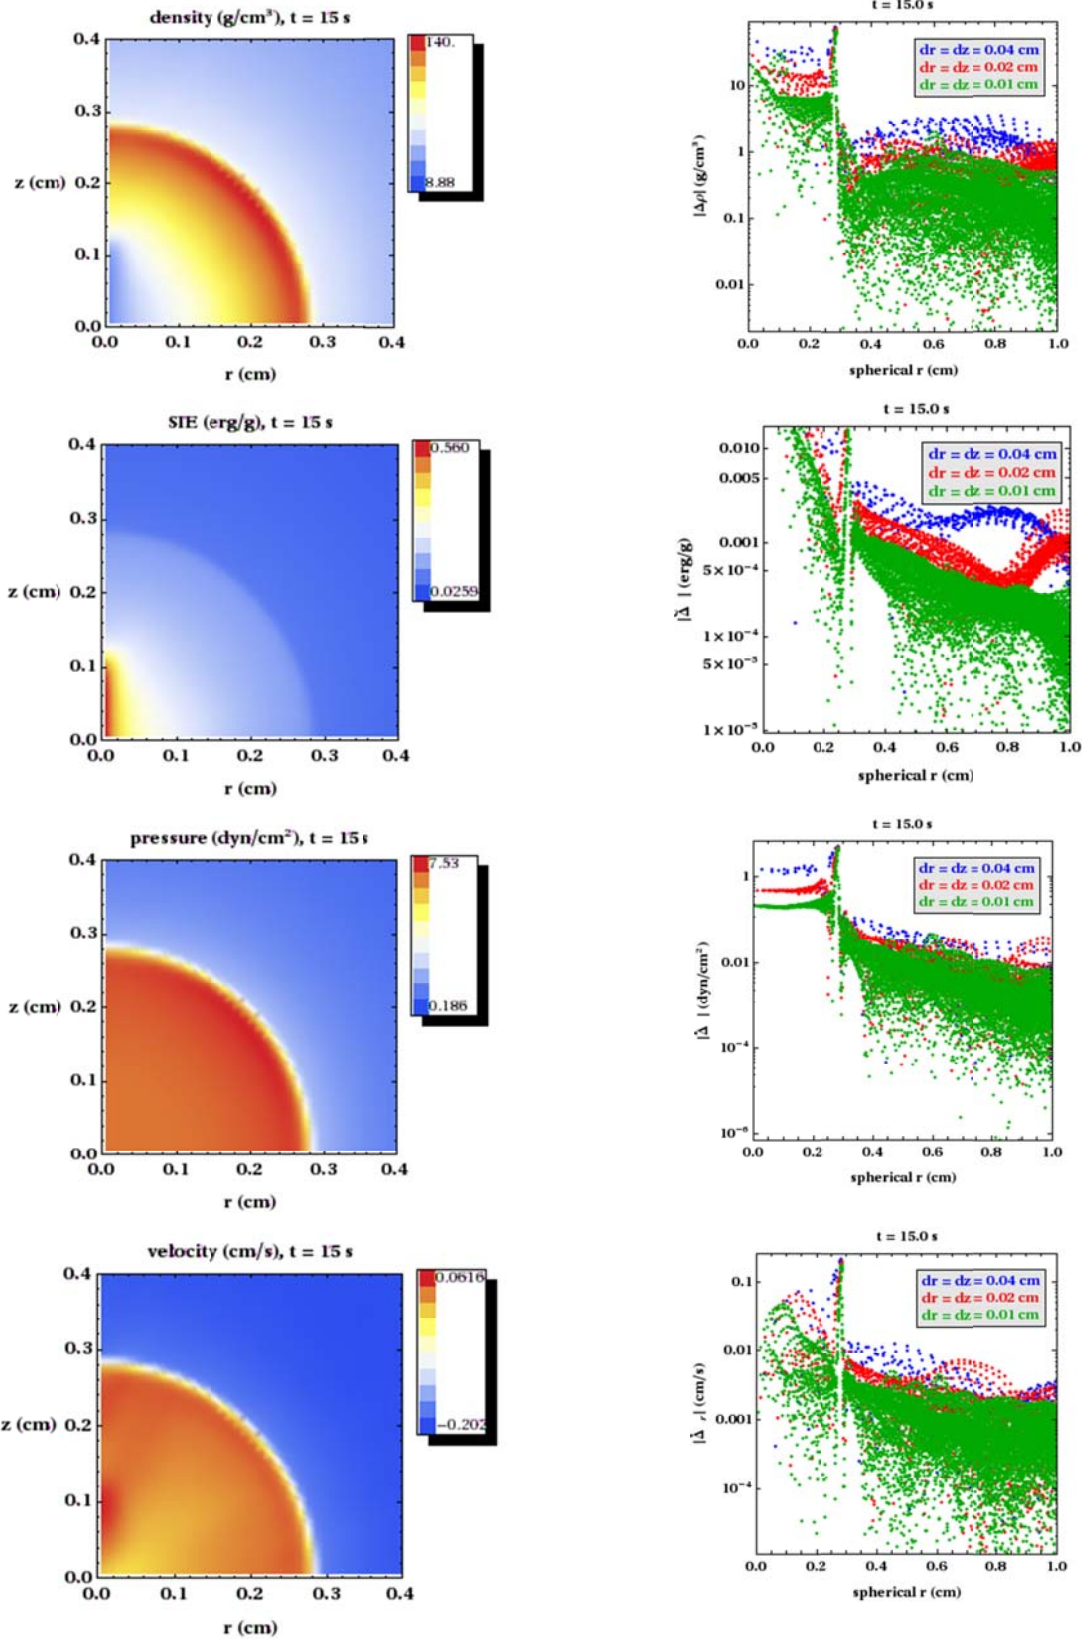 density (g/cm³), t = 15 s
0.4
0.3
z (cm) 0.2
0.1
0.0
0.0 0.1 0.2 0.3 0.4
r (cm)
140.
8.88
t = 15.0 s
dr = dz = 0.04 cm
dr = dz = 0.02 cm
dr = dz = 0.01 cm
10
1
0.1
0.01
|Δρ| (g/cm³)
0.0 0.2 0.4 0.6 0.8 1.0
spherical r (cm)
SIE (erg/g), t = 15 s
0.4
0.3
z (cm) 0.2
0.1
0.0
0.0 0.1 0.2 0.3 0.4
r (cm)
0.560
0.0259
t = 15.0 s
dr = dz = 0.04 cm
dr = dz = 0.02 cm
dr = dz = 0.01 cm
0.010
0.005
0.001
5×10⁻⁴
1×10⁻⁴
5×10⁻⁵
1×10⁻⁵
| (erg/g)
0.0 0.2 0.4 0.6 0.8 1.0
spherical r (cm)
pressure (dyn/cm²), t = 15 s
0.4
0.3
z (cm) 0.2
0.1
0.0
0.0 0.1 0.2 0.3 0.4
r (cm)
7.53
0.186
t = 15.0 s
dr = dz = 0.04 cm
dr = dz = 0.02 cm
dr = dz = 0.01 cm
1
0.01
10⁻⁴
10⁻⁶
| (dyn/cm²)
0.0 0.2 0.4 0.6 0.8 1.0
spherical r (cm)
velocity (cm/s), t = 15 s
0.4
0.3
z (cm) 0.2
0.1
0.0
0.0 0.1 0.2 0.3 0.4
r (cm)
0.0616
−0.202
t = 15.0 s
dr = dz = 0.04 cm
dr = dz = 0.02 cm
dr = dz = 0.01 cm
0.1
0.01
0.001
10⁻⁴
| (cm/s)
0.0 0.2 0.4 0.6 0.8 1.0
spherical r (cm)